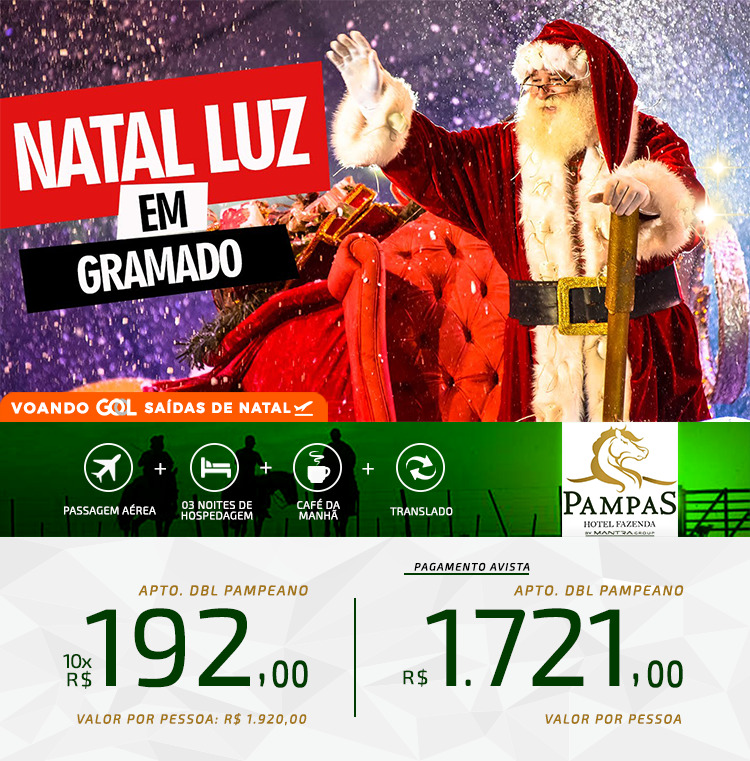 NATAL LUZ
EM
GRAMADO
VOANDO GOL SAÍDAS DE NATAL
PASSAGEM AÉREA
+
03 NOITES DE
HOSPEDAGEM
+
CAFÉ DA
MANHÃ
+
TRANSLADO
PAMPAS
HOTEL FAZENDA
BY MANTRAGROUP
APTO. DBL PAMPEANO
10x
R$ 192,00
VALOR POR PESSOA: R$ 1.920,00
PAGAMENTO AVISTA
APTO. DBL PAMPEANO
R$ 1.721,00
VALOR POR PESSOA